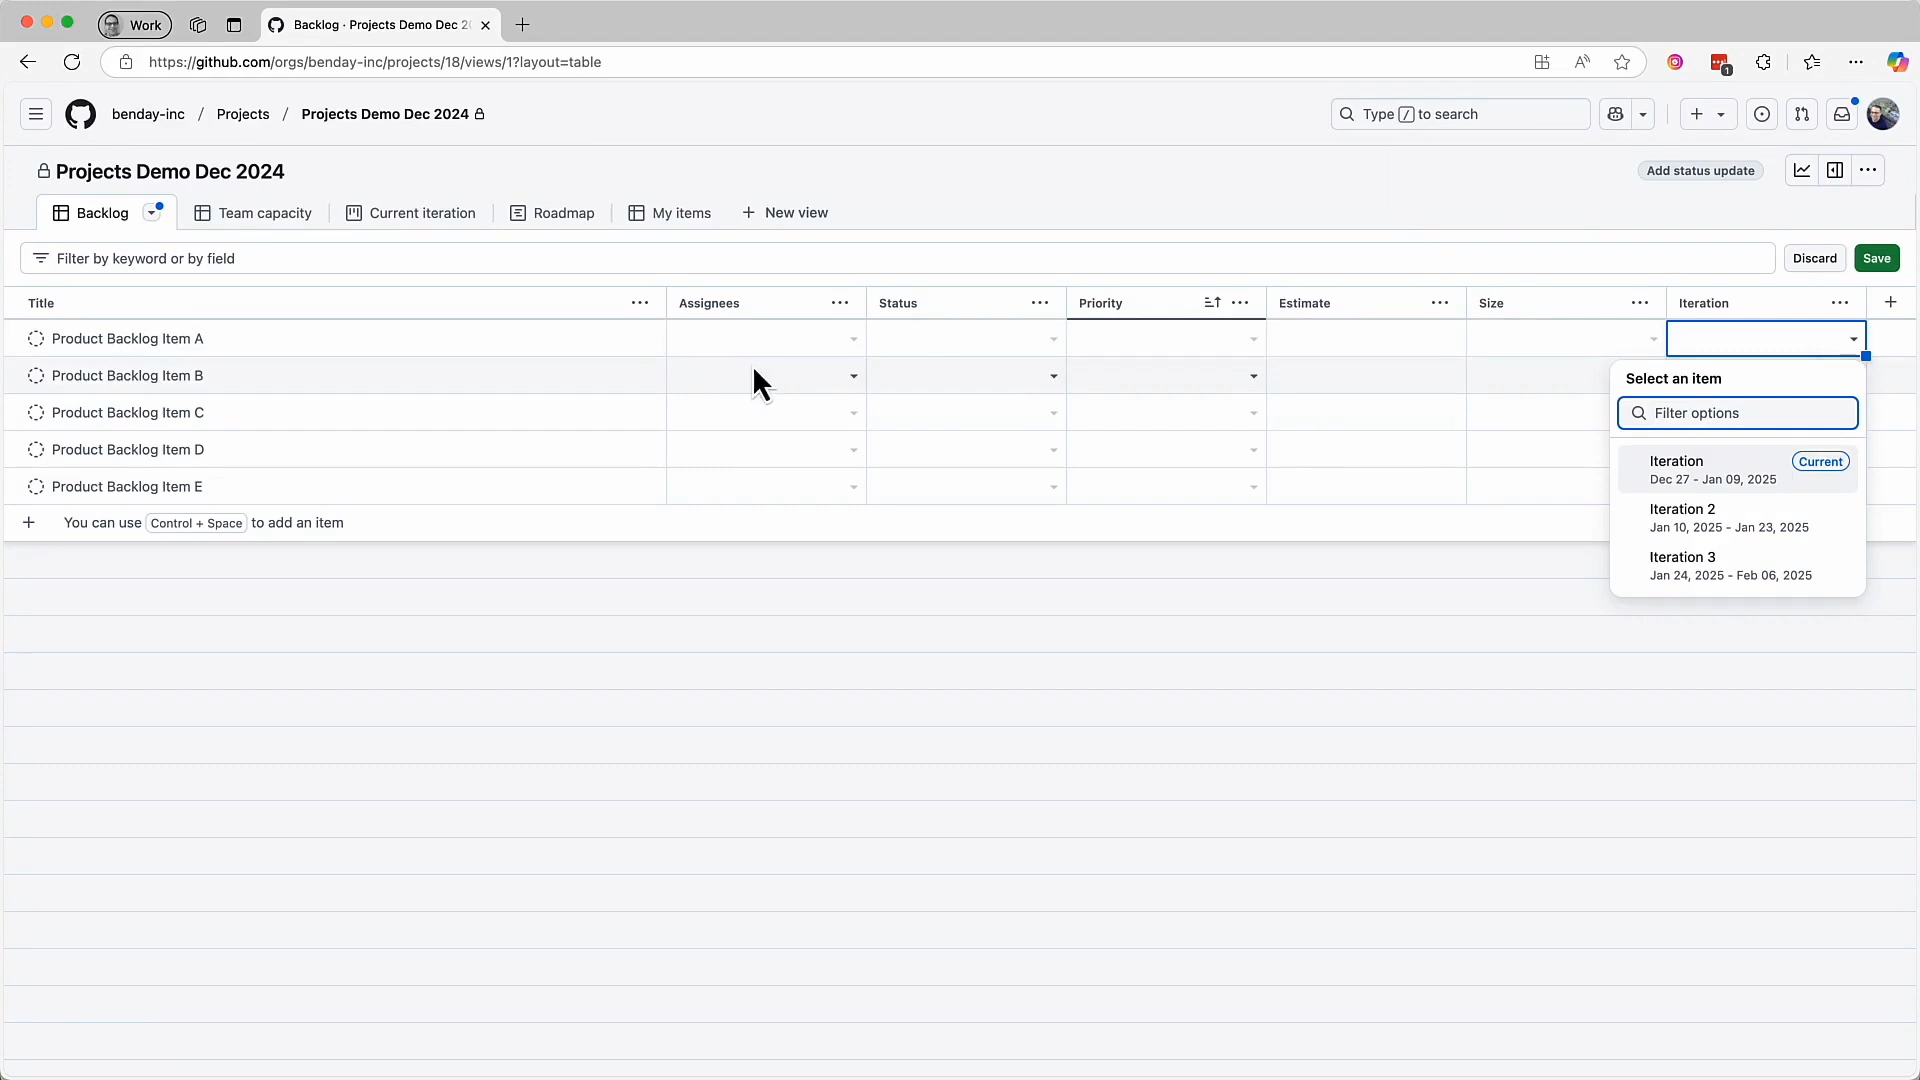 Work
Backlog · Projects Demo Dec 2
https://github.com/orgs/benday-inc/projects/18/views/1?layout=table
1
benday-inc / Projects / Projects Demo Dec 2024
Type / to search
Projects Demo Dec 2024
Add status update
Backlog
Team capacity
Current iteration
Roadmap
My items
New view
Filter by keyword or by field
Discard
Save
Title
Assignees
Status
Priority
Estimate
Size
Iteration
Product Backlog Item A
Product Backlog Item B
Product Backlog Item C
Product Backlog Item D
Product Backlog Item E
You can use Control + Space to add an item
Select an item
Filter options
Iteration
Current
Dec 27 - Jan 09, 2025
Iteration 2
Jan 10, 2025 - Jan 23, 2025
Iteration 3
Jan 24, 2025 - Feb 06, 2025